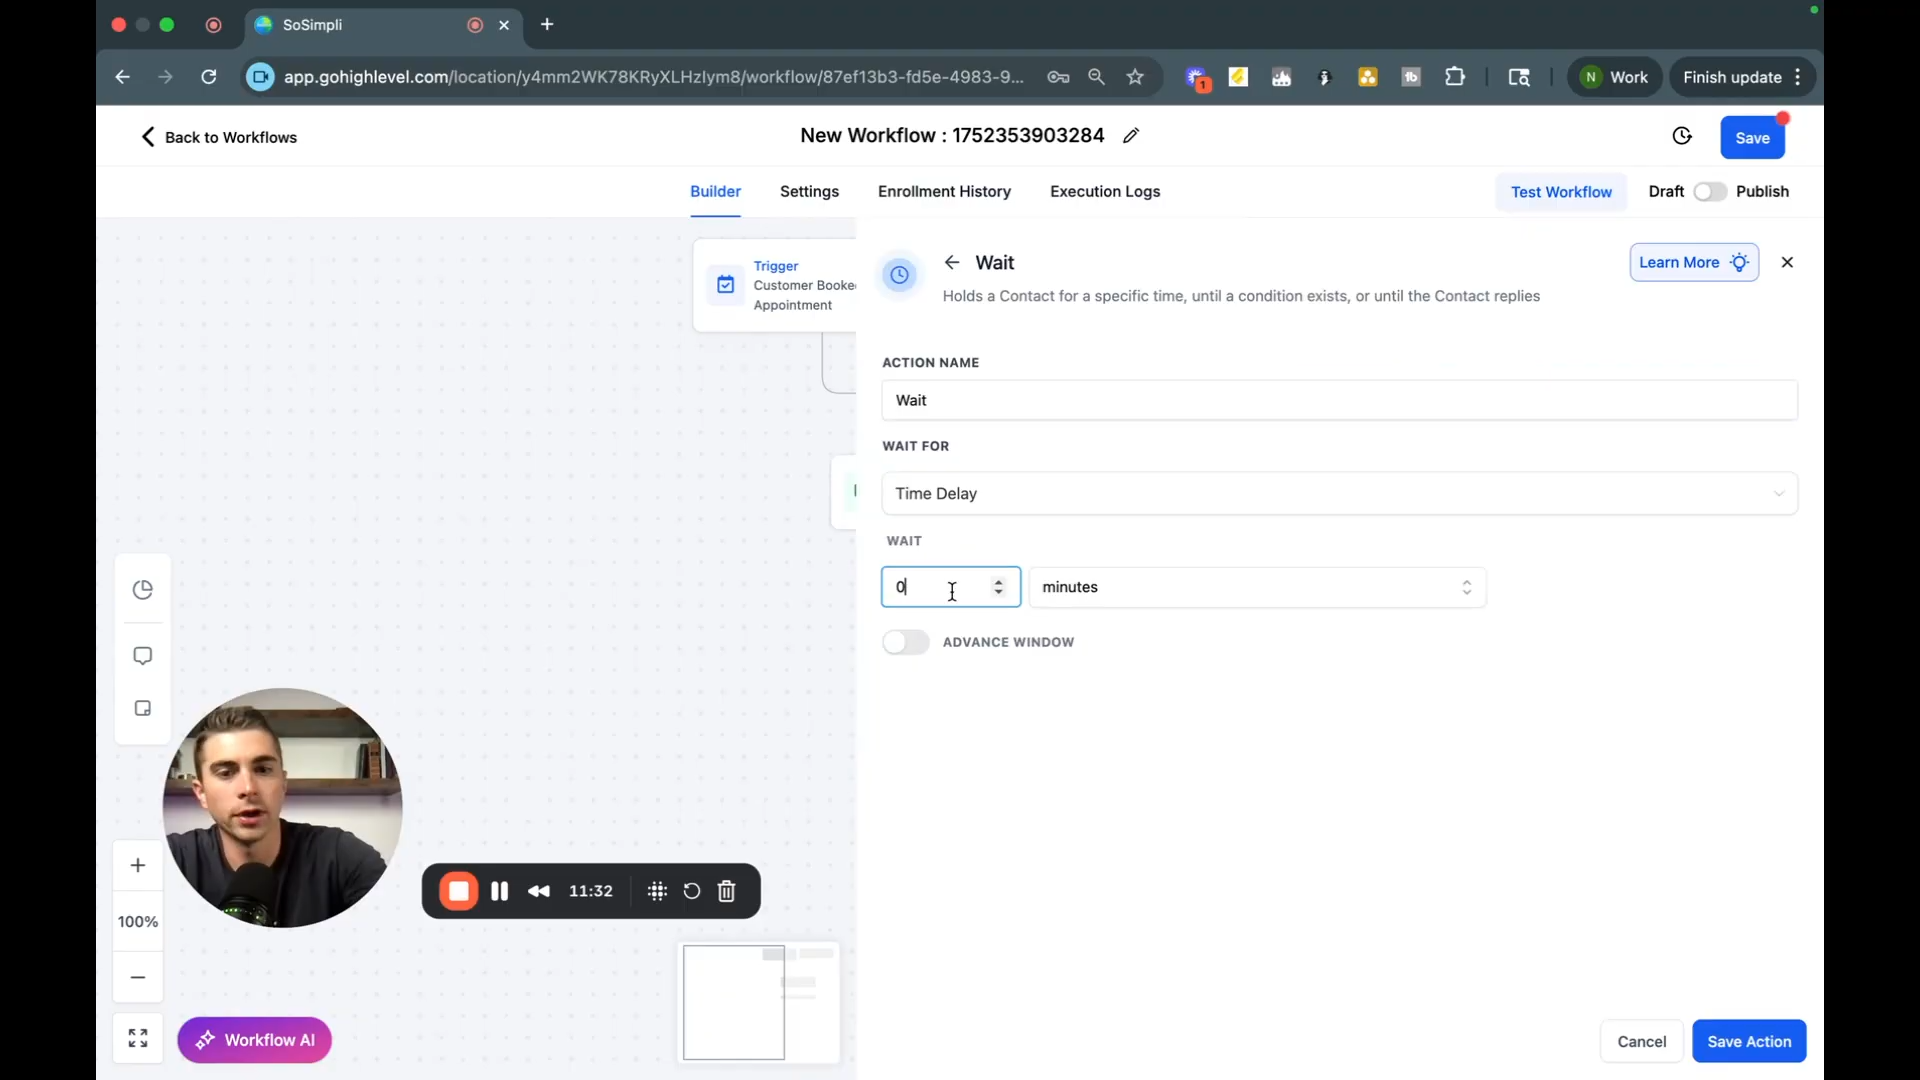 SoSimpli
app.gohighlevel.com/location/y4mm2WK78KRyXLHzIym8/workflow/87ef13b3-fd5e-4983-9...
1
N Work
Finish update
Back to Workflows
New Workflow : 1752353903284
Save
Builder
Settings
Enrollment History
Execution Logs
Test Workflow
Draft
Publish
Trigger
Customer Booke
Appointment
Wait
Learn More
Holds a Contact for a specific time, until a condition exists, or until the Contact replies
ACTION NAME
Wait
WAIT FOR
Time Delay
WAIT
0
minutes
ADVANCE WINDOW
11:32
100%
Workflow AI
Cancel
Save Action